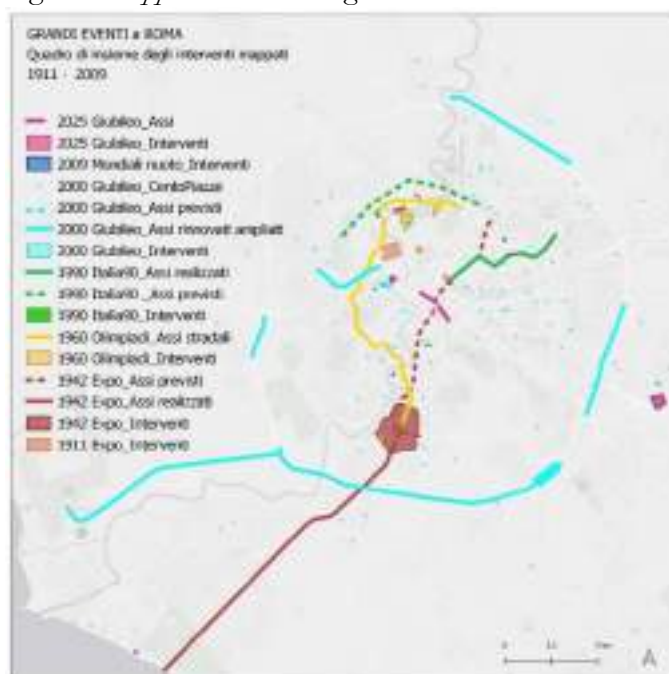 GRANDI EVENTI a ROMA
Quadro di insieme degli interventi mappati
1911 - 2009
2025 Giubileo_Assi
2025 Giubileo_Interventi
2009 Mondiali nuoto_Interventi
2000 Giubileo_CentoPiazze
2000 Giubileo_Assi previsti
2000 Giubileo_Assi rinnovati ampliati
2000 Giubileo_Interventi
1990 Italia90_Assi realizzati
1990 Italia90_Assi previsti
1990 Italia90_Interventi
1960 Olimpiadi_Assi stradali
1960 Olimpiadi_Interventi
1942 Expo_Assi previsti
1942 Expo_Assi realizzati
1942 Expo_Interventi
1911 Expo_Interventi